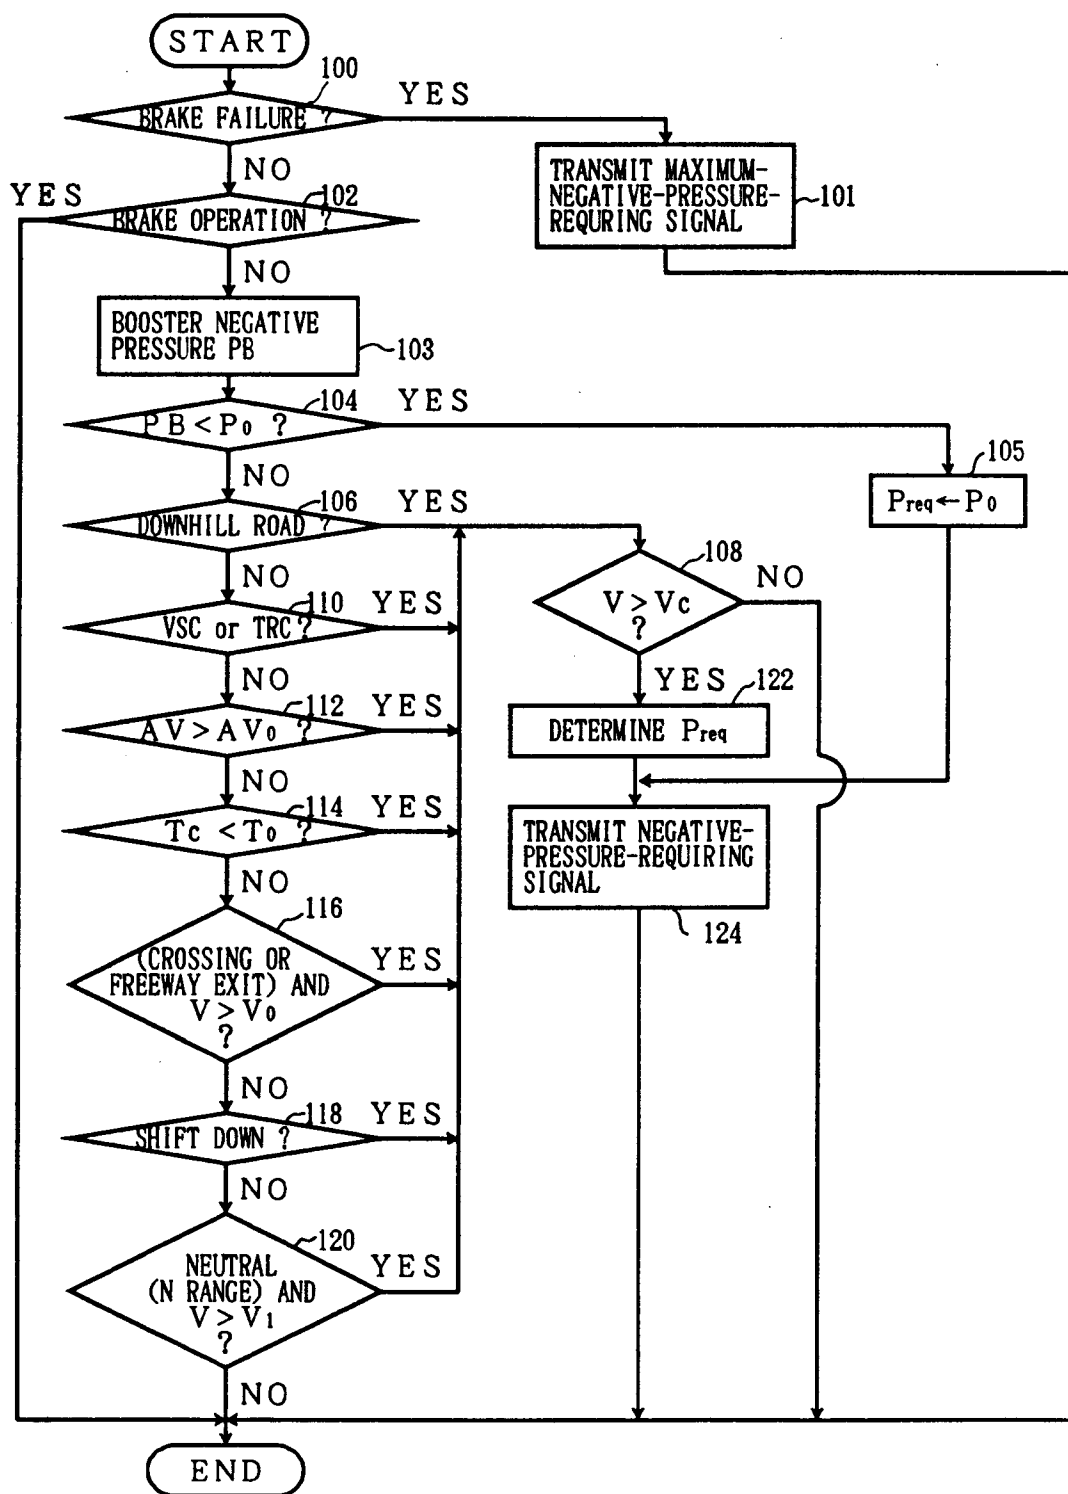 START
100
BRAKE FAILURE ?
YES
NO
TRANSMIT MAXIMUM-
NEGATIVE-PRESSURE-
REQURING SIGNAL
101
YES
102
BRAKE OPERATION ?
NO
BOOSTER NEGATIVE
PRESSURE PB
103
104
YES
PB < P0 ?
NO
105
Preq ← P0
106
YES
DOWNHILL ROAD ?
NO
108
NO
V > Vc
?
YES
110
YES
VSC or TRC ?
NO
122
DETERMINE Preq
112
YES
AV > AV0 ?
NO
114
YES
Tc < T0 ?
NO
TRANSMIT NEGATIVE-
PRESSURE-REQUIRING
SIGNAL
124
116
(CROSSING OR
FREEWAY EXIT) AND
V > V0
?
YES
NO
118
YES
SHIFT DOWN ?
NO
120
NEUTRAL
(N RANGE) AND
V > V1
?
YES
NO
END